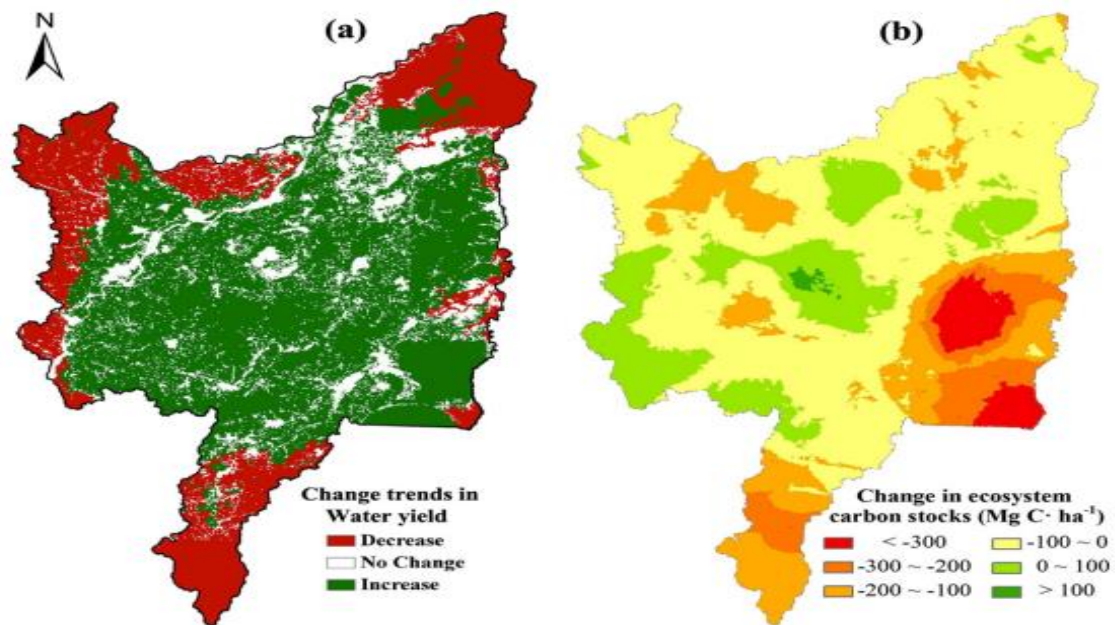 N
(a)
(b)
Change trends in
Water yield
Decrease
No Change
Increase
Change in ecosystem
carbon stocks (Mg C· ha⁻¹)
< -300
-300 ~ -200
-200 ~ -100
-100 ~ 0
0 ~ 100
> 100